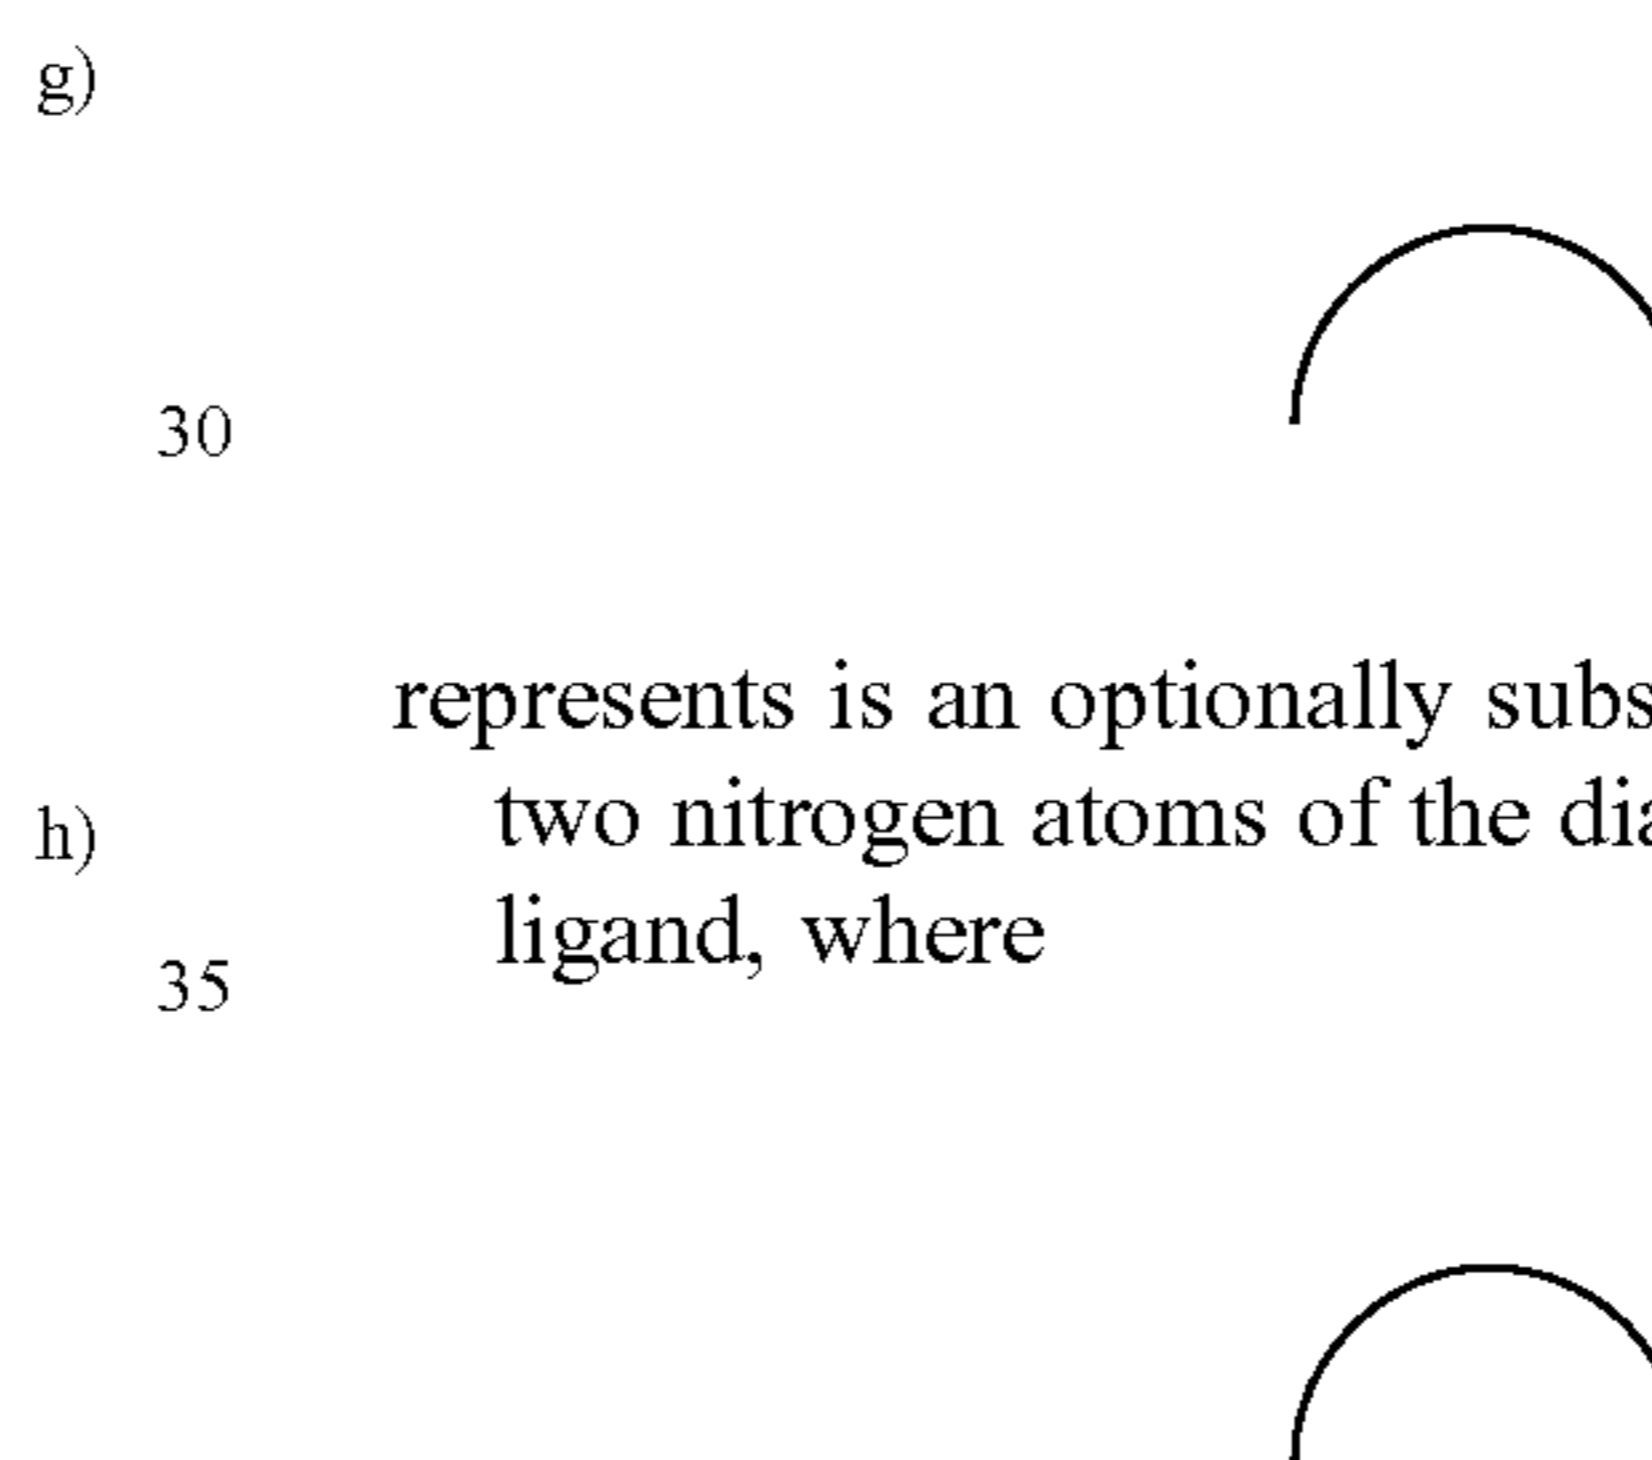 g)
30
represents is an optionally subs
two nitrogen atoms of the dia
h)
ligand, where
35